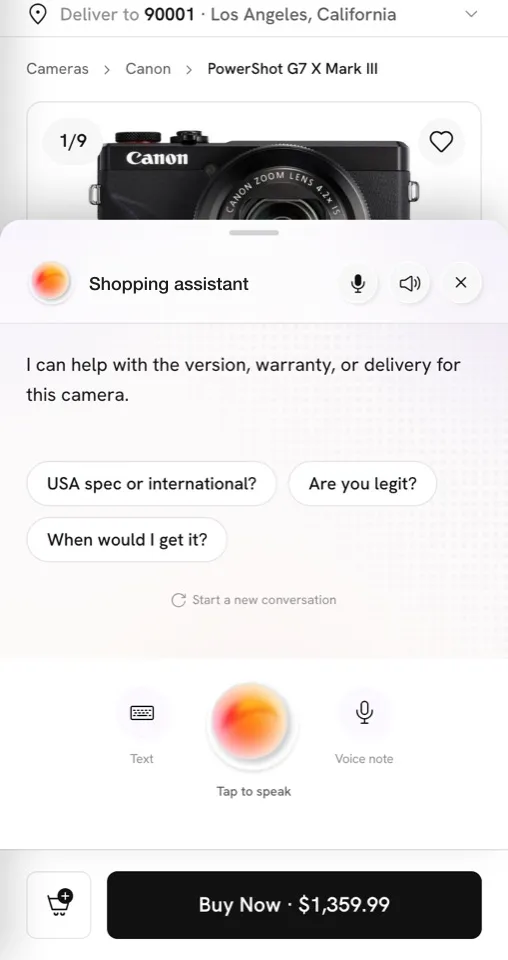 Deliver to 90001 · Los Angeles, California
Cameras > Canon > PowerShot G7 X Mark III
1/9
Canon
CANON ZOOM LENS 4.2x IS
Shopping assistant
I can help with the version, warranty, or delivery for
this camera.
USA spec or international?
Are you legit?
When would I get it?
Start a new conversation
Text
Voice note
Tap to speak
Buy Now · $1,359.99